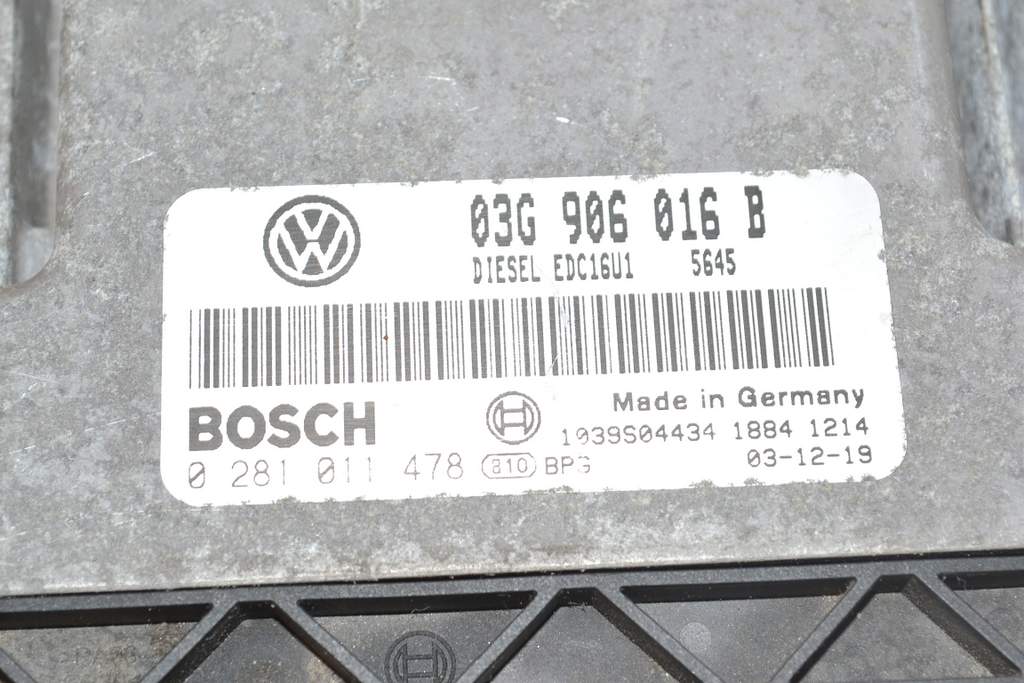 03G 906 016 B
DIESEL EDC16U1 5645
BOSCH
Made in Germany
1039S04434 1884 1214
0 281 011 478 810 BPG
03-12-19